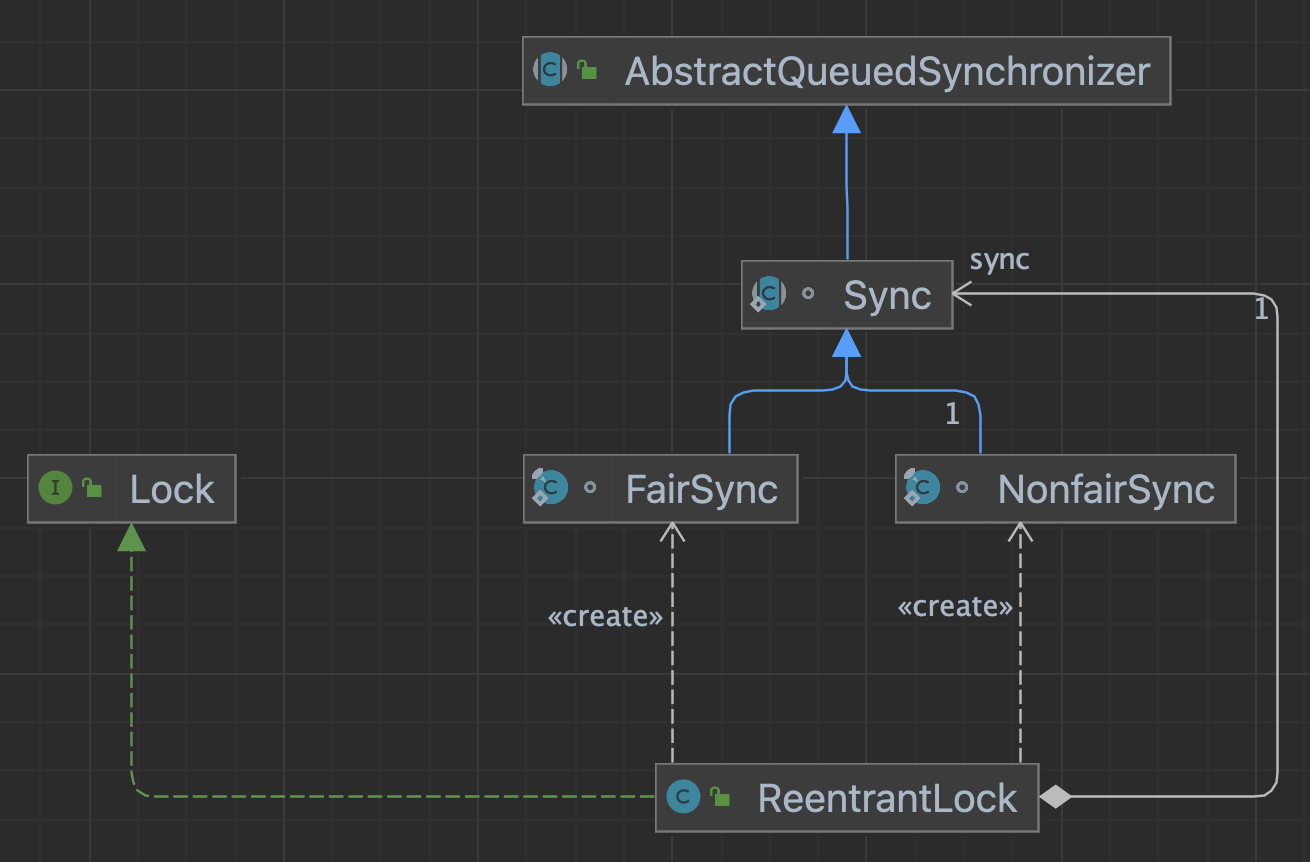 AbstractQueuedSynchronizer
sync
Sync
1
1
Lock
FairSync
NonfairSync
«create»
«create»
ReentrantLock